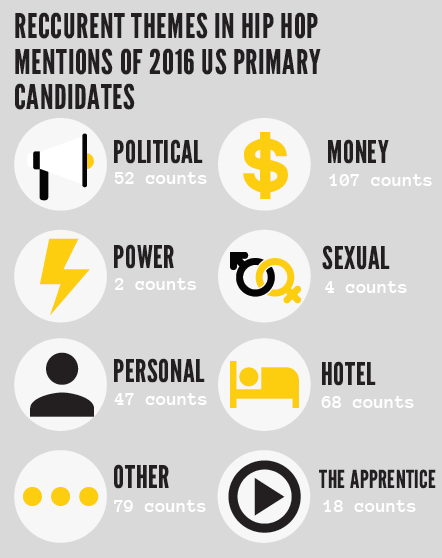 RECCURENT THEMES IN HIP HOP
MENTIONS OF 2016 US PRIMARY
CANDIDATES
POLITICAL
52 counts
MONEY
107 counts
POWER
2 counts
SEXUAL
4 counts
PERSONAL
47 counts
HOTEL
68 counts
OTHER
79 counts
THE APPRENTICE
18 counts